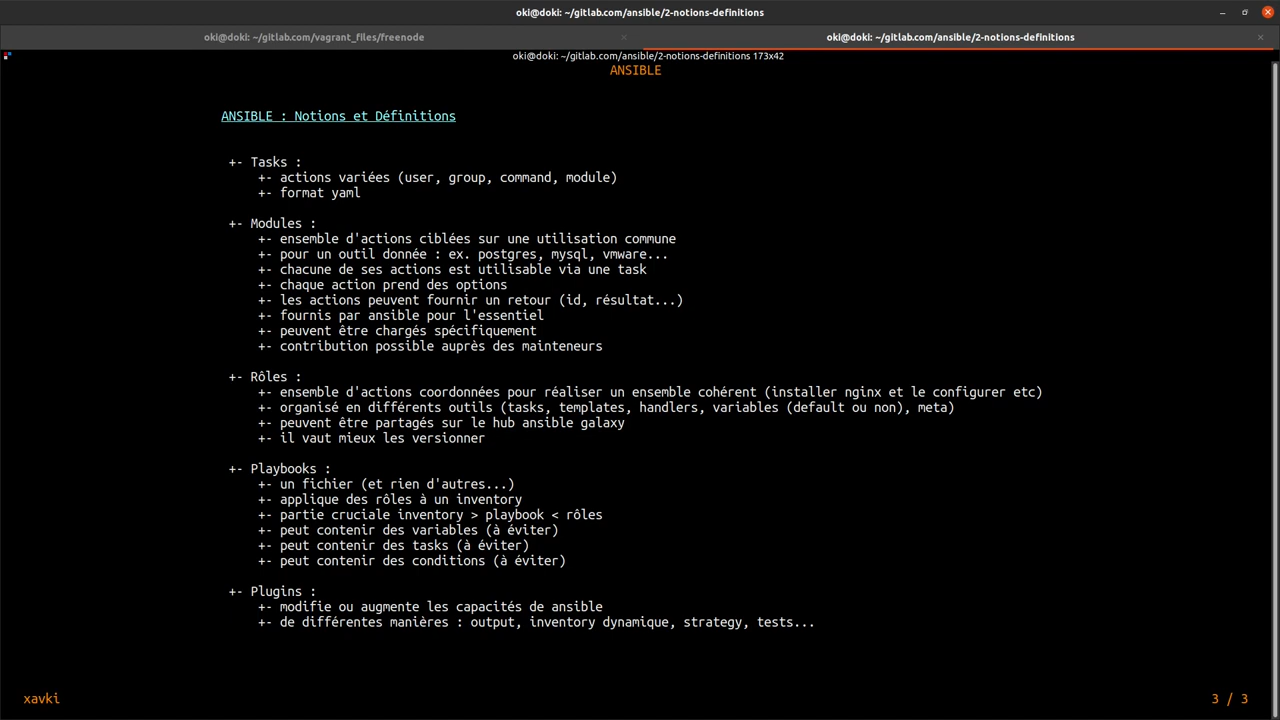 oki@doki: ~/gitlab.com/ansible/2-notions-definitions
oki@doki: ~/gitlab.com/vagrant_files/freenode
oki@doki: ~/gitlab.com/ansible/2-notions-definitions
oki@doki: ~/gitlab.com/ansible/2-notions-definitions 173x42
ANSIBLE
ANSIBLE : Notions et Définitions
+- Tasks :
+- actions variées (user, group, command, module)
+- format yaml
+- Modules :
+- ensemble d'actions ciblées sur une utilisation commune
+- pour un outil donnée : ex. postgres, mysql, vmware...
+- chacune de ses actions est utilisable via une task
+- chaque action prend des options
+- les actions peuvent fournir un retour (id, résultat...)
+- fournis par ansible pour l'essentiel
+- peuvent être chargés spécifiquement
+- contribution possible auprès des mainteneurs
+- Rôles :
+- ensemble d'actions coordonnées pour réaliser un ensemble cohérent (installer nginx et le configurer etc)
+- organisé en différents outils (tasks, templates, handlers, variables (default ou non), meta)
+- peuvent être partagés sur le hub ansible galaxy
+- il vaut mieux les versionner
+- Playbooks :
+- un fichier (et rien d'autres...)
+- applique des rôles à un inventory
+- partie cruciale inventory > playbook < rôles
+- peut contenir des variables (à éviter)
+- peut contenir des tasks (à éviter)
+- peut contenir des conditions (à éviter)
+- Plugins :
+- modifie ou augmente les capacités de ansible
+- de différentes manières : output, inventory dynamique, strategy, tests...
xavki
3 / 3